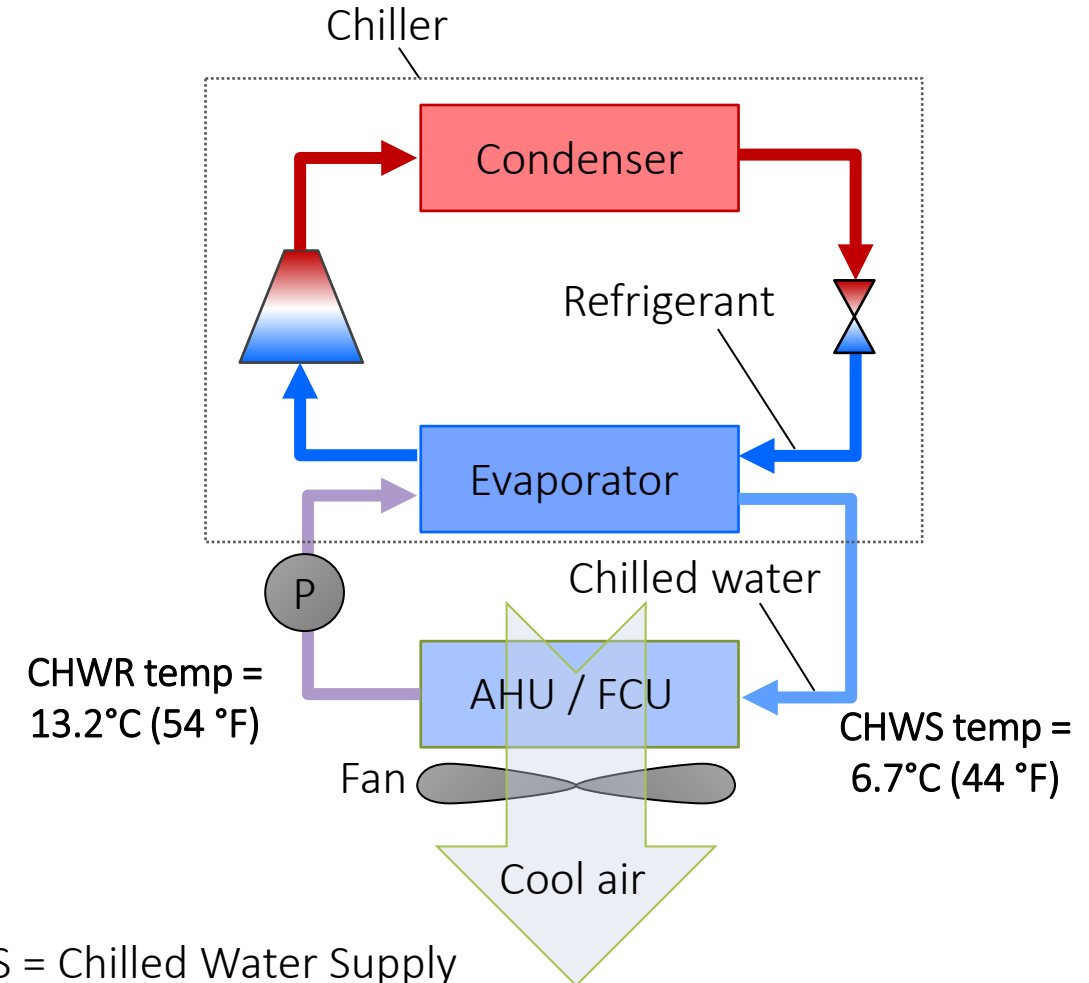 Chiller
Condenser
Refrigerant
Evaporator
Chilled water
P
CHWR temp =
13.2°C (54 °F)
AHU / FCU
CHWS temp =
6.7°C (44 °F)
Fan
Cool air
S = Chilled Water Supply